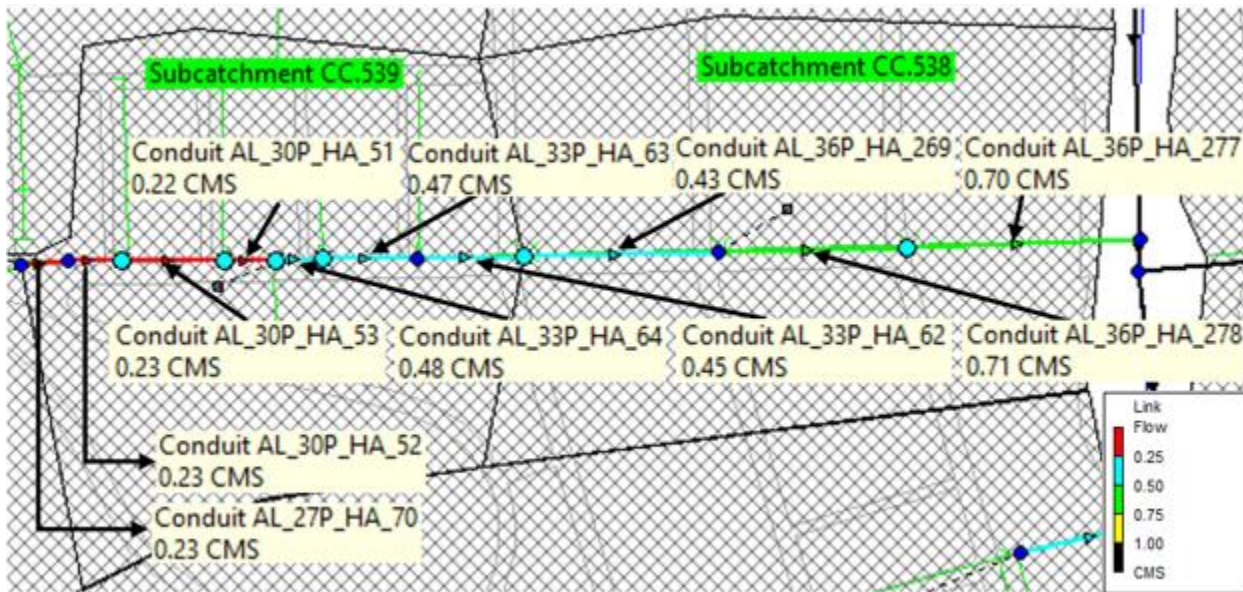 Subcatchment CC.539
Subcatchment CC.538
Conduit AL_30P_HA_51
0.22 CMS
Conduit AL_33P_HA_63
0.47 CMS
Conduit AL_36P_HA_269
0.43 CMS
Conduit AL_36P_HA_277
0.70 CMS
Conduit AL_30P_HA_53
0.23 CMS
Conduit AL_33P_HA_64
0.48 CMS
Conduit AL_33P_HA_62
0.45 CMS
Conduit AL_36P_HA_278
0.71 CMS
Conduit AL_30P_HA_52
0.23 CMS
Conduit AL_27P_HA_70
0.23 CMS
Link
Flow
0.25
0.50
0.75
1.00
CMS